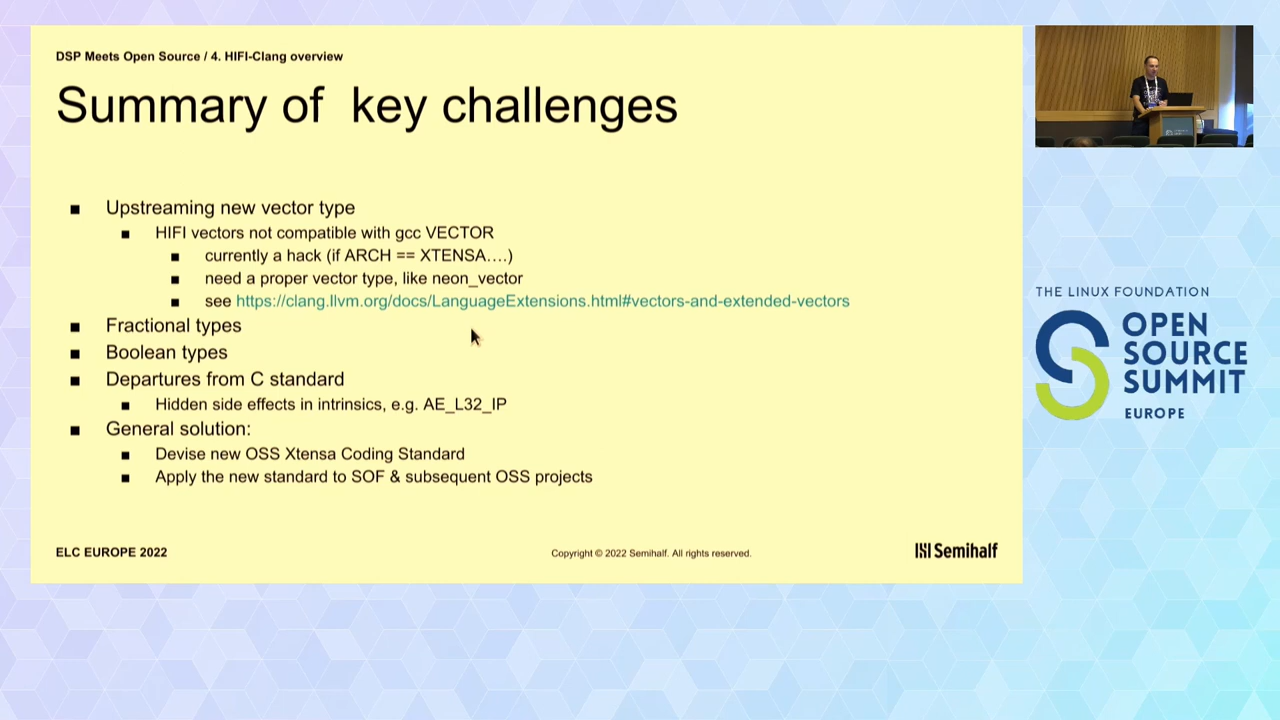 DSP Meets Open Source / 4. HIFI-Clang overview
Summary of key challenges
■ Upstreaming new vector type
■ HIFI vectors not compatible with gcc VECTOR
■ currently a hack (if ARCH == XTENSA....)
■ need a proper vector type, like neon_vector
■ see https://clang.llvm.org/docs/LanguageExtensions.html#vectors-and-extended-vectors
■ Fractional types
■ Boolean types
■ Departures from C standard
■ Hidden side effects in intrinsics, e.g. AE_L32_IP
■ General solution:
■ Devise new OSS Xtensa Coding Standard
■ Apply the new standard to SOF & subsequent OSS projects
ELC EUROPE 2022
Copyright © 2022 Semihalf. All rights reserved.
Semihalf
THE LINUX FOUNDATION
OPEN
SOURCE
SUMMIT
EUROPE